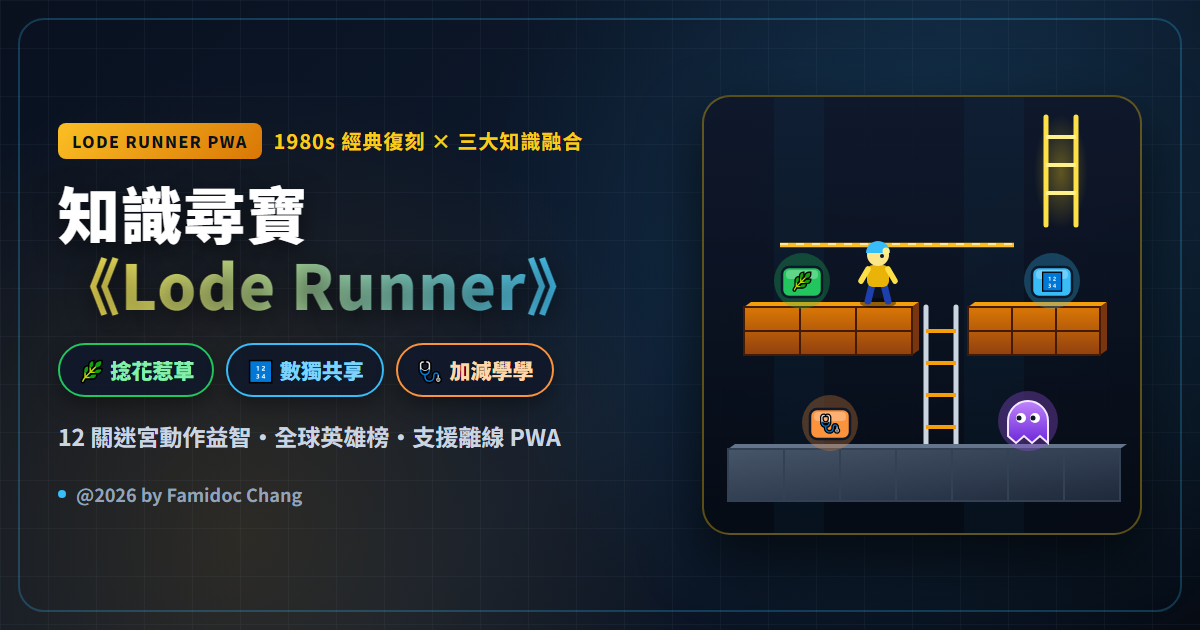 LODE RUNNER PWA 1980s 經典復刻 × 三大知識融合
知識尋寶
《Lode Runner》
捻花惹草 數獨共享 加減學學
12 關迷宮動作益智・全球英雄榜・支援離線 PWA
@2026 by Famidoc Chang